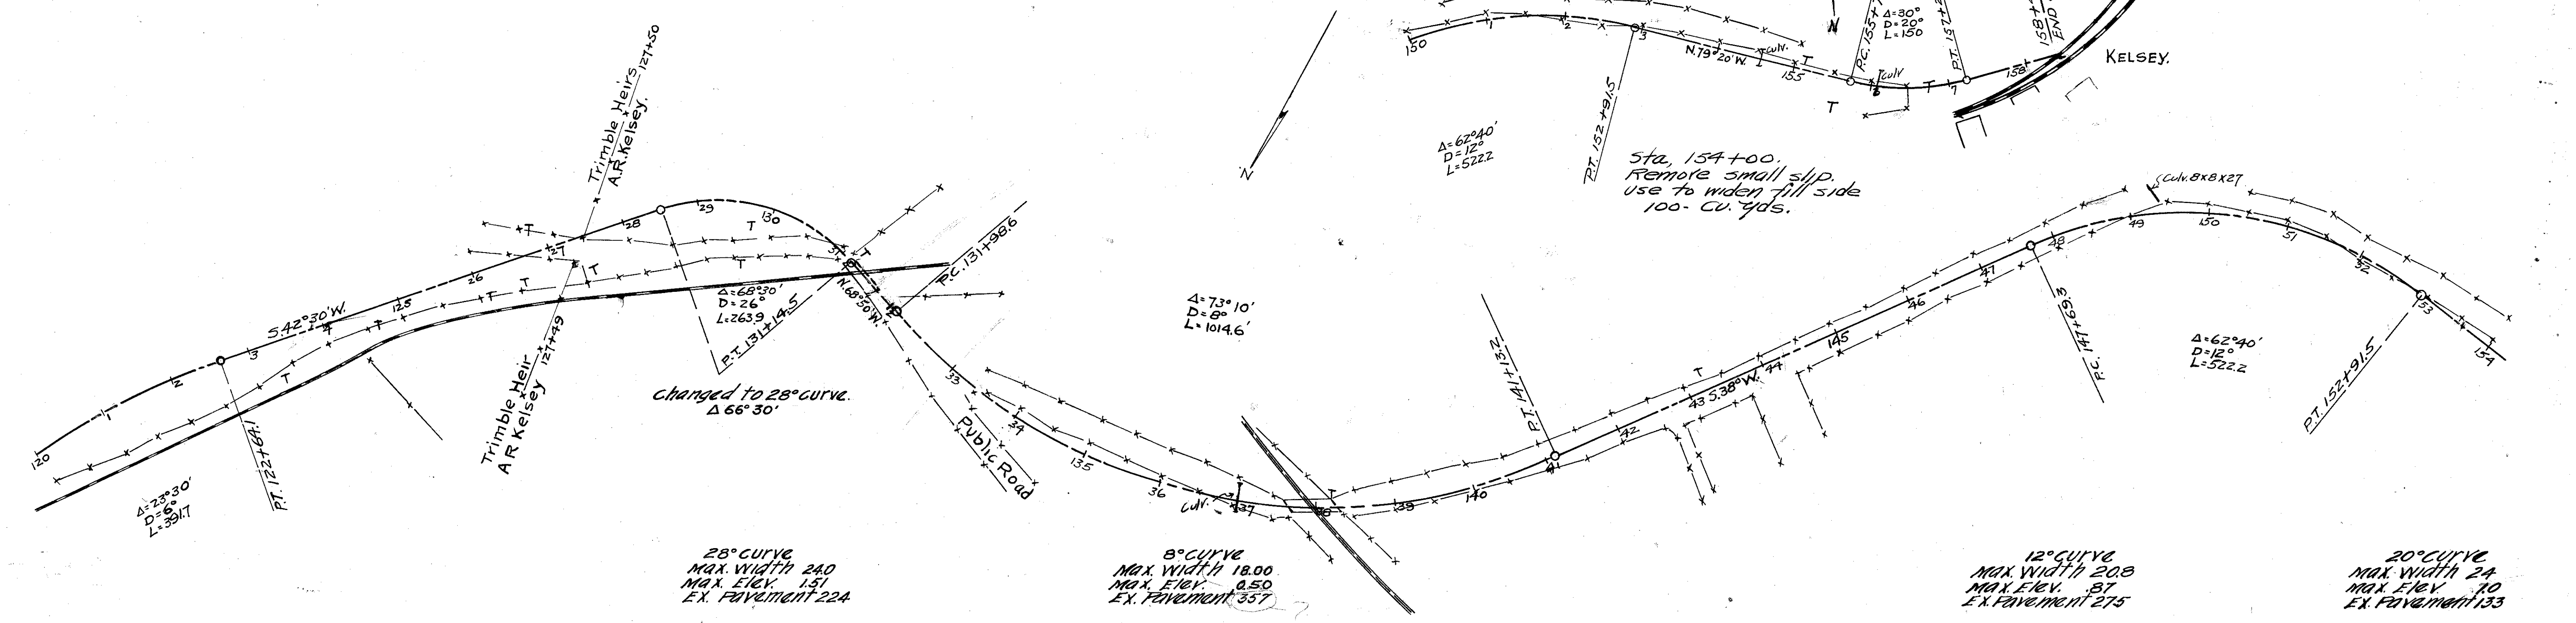 150
1
2
3
N.79°20'W.
Culv.
T
155
T
P.C. 155+
Culv
Δ=30°
D=20°
L=150
P.T. 157+
T
7
158
158+
END
N
KELSEY.
P.T. 152+91.5
Δ=62°40'
D=12°
L=522.2
Sta, 154+00.
Remove small slip.
use to widen fill side
100- Cu. Yds.
N
Trimble Heirs
A.R.Kelsey.
127+50
120
1
2
3
S.42°30'W.
4
125
26
27
28
29
130
31
T
T
T
T
T
T
T
T
T
P.T. 122+64.1
Δ=23°30'
D=6°
L=391.7
Trimble Heir
A R Kelsey
127+49
Δ=68°30'
D=26°
L=263.9
P.T. 131+14.5
N.68°50'W.
P.C. 131+98.6
Changed to 28° curve.
Δ 66°30'
33
34
Public Road
135
36
Culv.
137
T
39
140
41
Δ=73°10'
D=8°
L=1014.6'
P.T. 141+13.2
42
43
S.38°W.
44
T
145
46
47
48
49
150
51
52
53
154
Culv. 8x8x27
P.C. 147+69.3
Δ=62°40'
D=12°
L=522.2
P.T. 152+91.5
28° Curve
Max. Width 24.0
Max. Elev. 1.51
Ex. Pavement 224
8° Curve
Max. Width 18.00
Max. Elev. 0.50
Ex. Pavement 357
12° Curve
Max. Width 20.8
Max. Elev. .87
Ex. Pavement 275
20° Curve
Max. Width 24
Max. Elev 1.0
Ex. Pavement 133